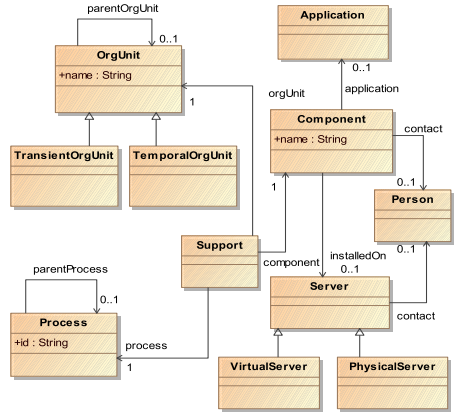 parentOrgUnit
0..1
OrgUnit
+name : String
1
TransientOrgUnit
TemporalOrgUnit
Application
0..1
application
orgUnit
Component
+name : String
contact
0..1
1
Person
0..1
Support
component
installedOn
0..1
Server
contact
parentProcess
0..1
Process
+id : String
process
1
VirtualServer
PhysicalServer